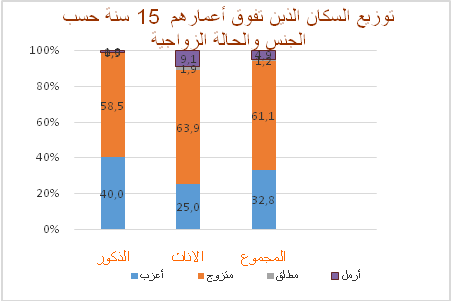 توزيع السكان الذين تفوق أعمارهم 15 سنة حسب
الجنس والحالة الزواجية
100%
80%
60%
40%
20%
0%
58,5
40,0
9,1
1,9
63,9
25,0
4,9
1,2
61,1
32,8
الذكور
الاناث
المجموع
أعزب
متزوج
مطلق
أرمل